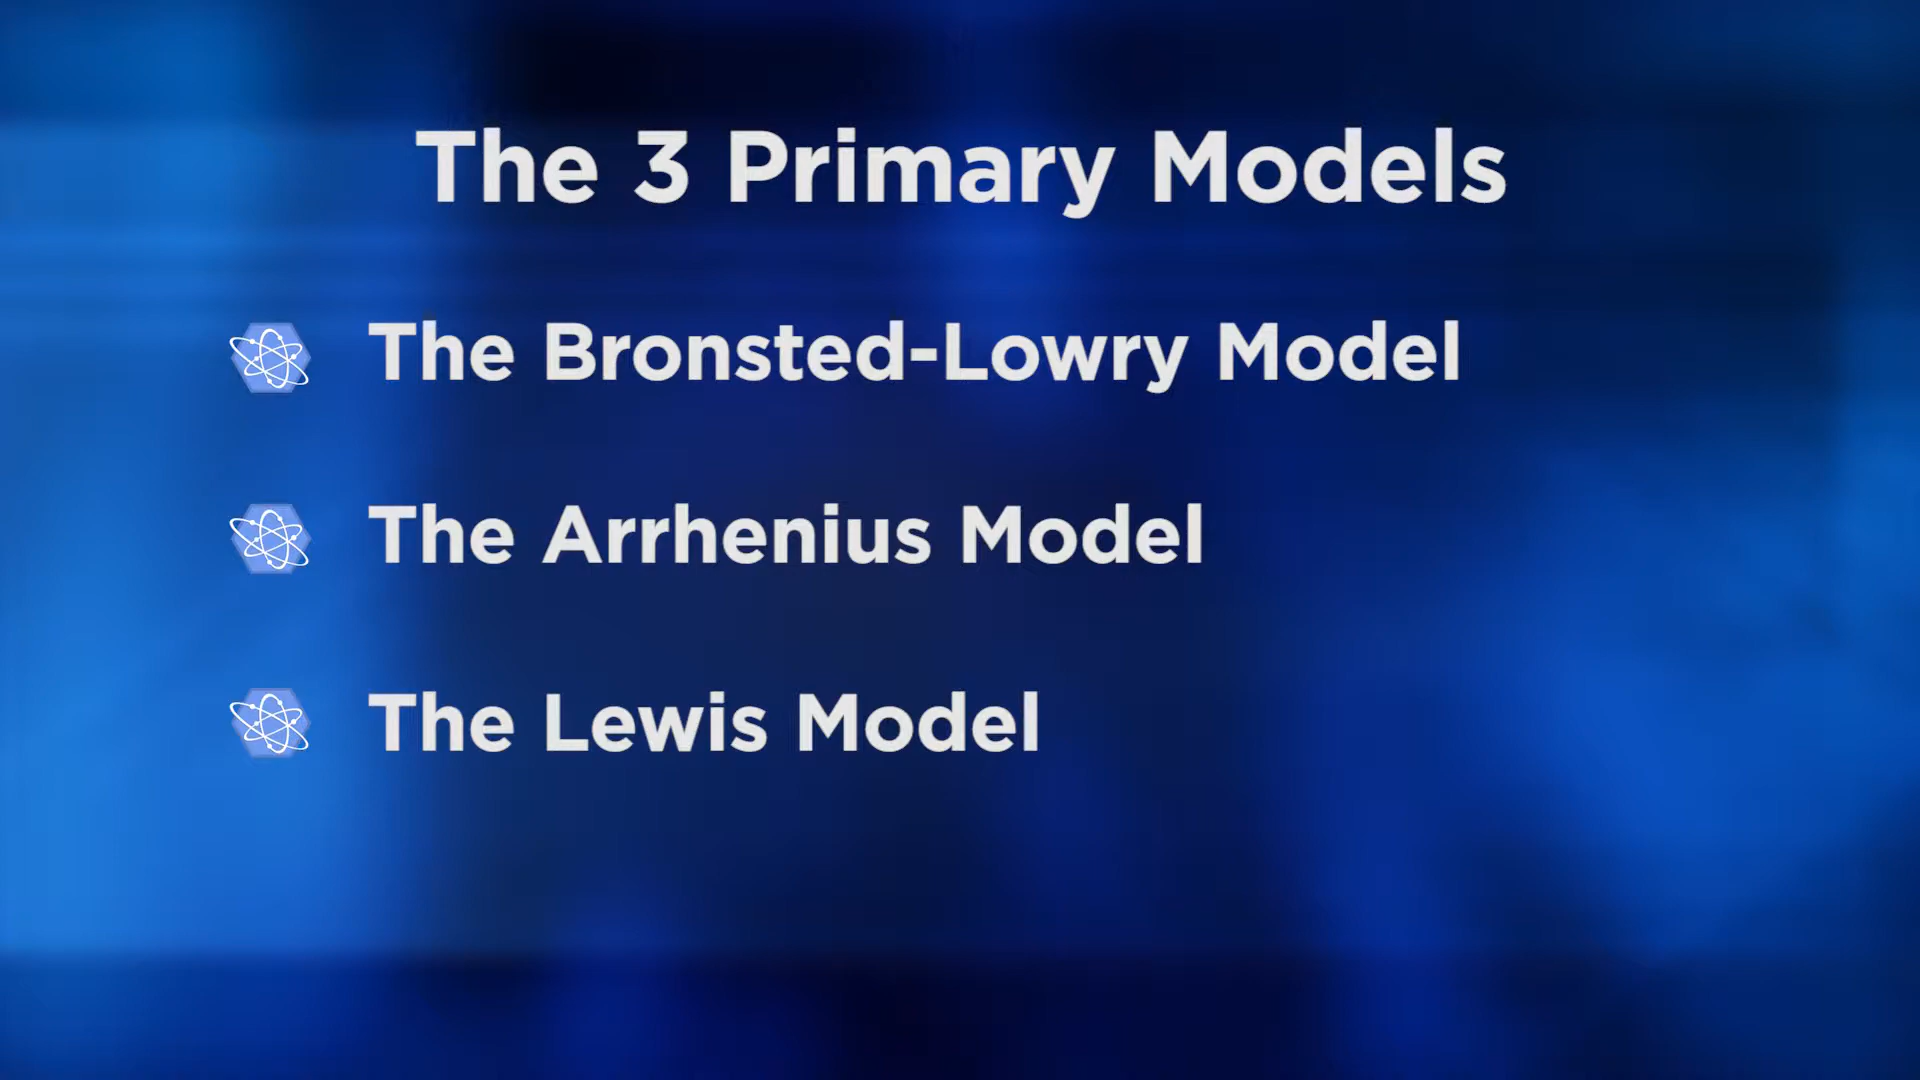 The 3 Primary Models
The Bronsted-Lowry Model
The Arrhenius Model
The Lewis Model